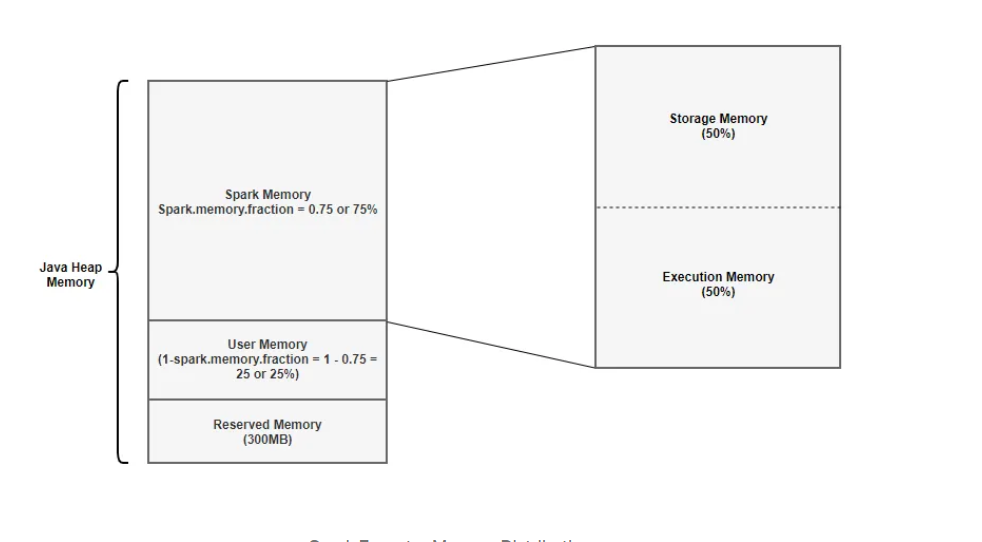 Storage Memory
(50%)
Spark Memory
Spark.memory.fraction = 0.75 or 75%
Java Heap
Memory
Execution Memory
(50%)
User Memory
(1-spark.memory.fraction = 1 - 0.75 =
25 or 25%)
Reserved Memory
(300MB)